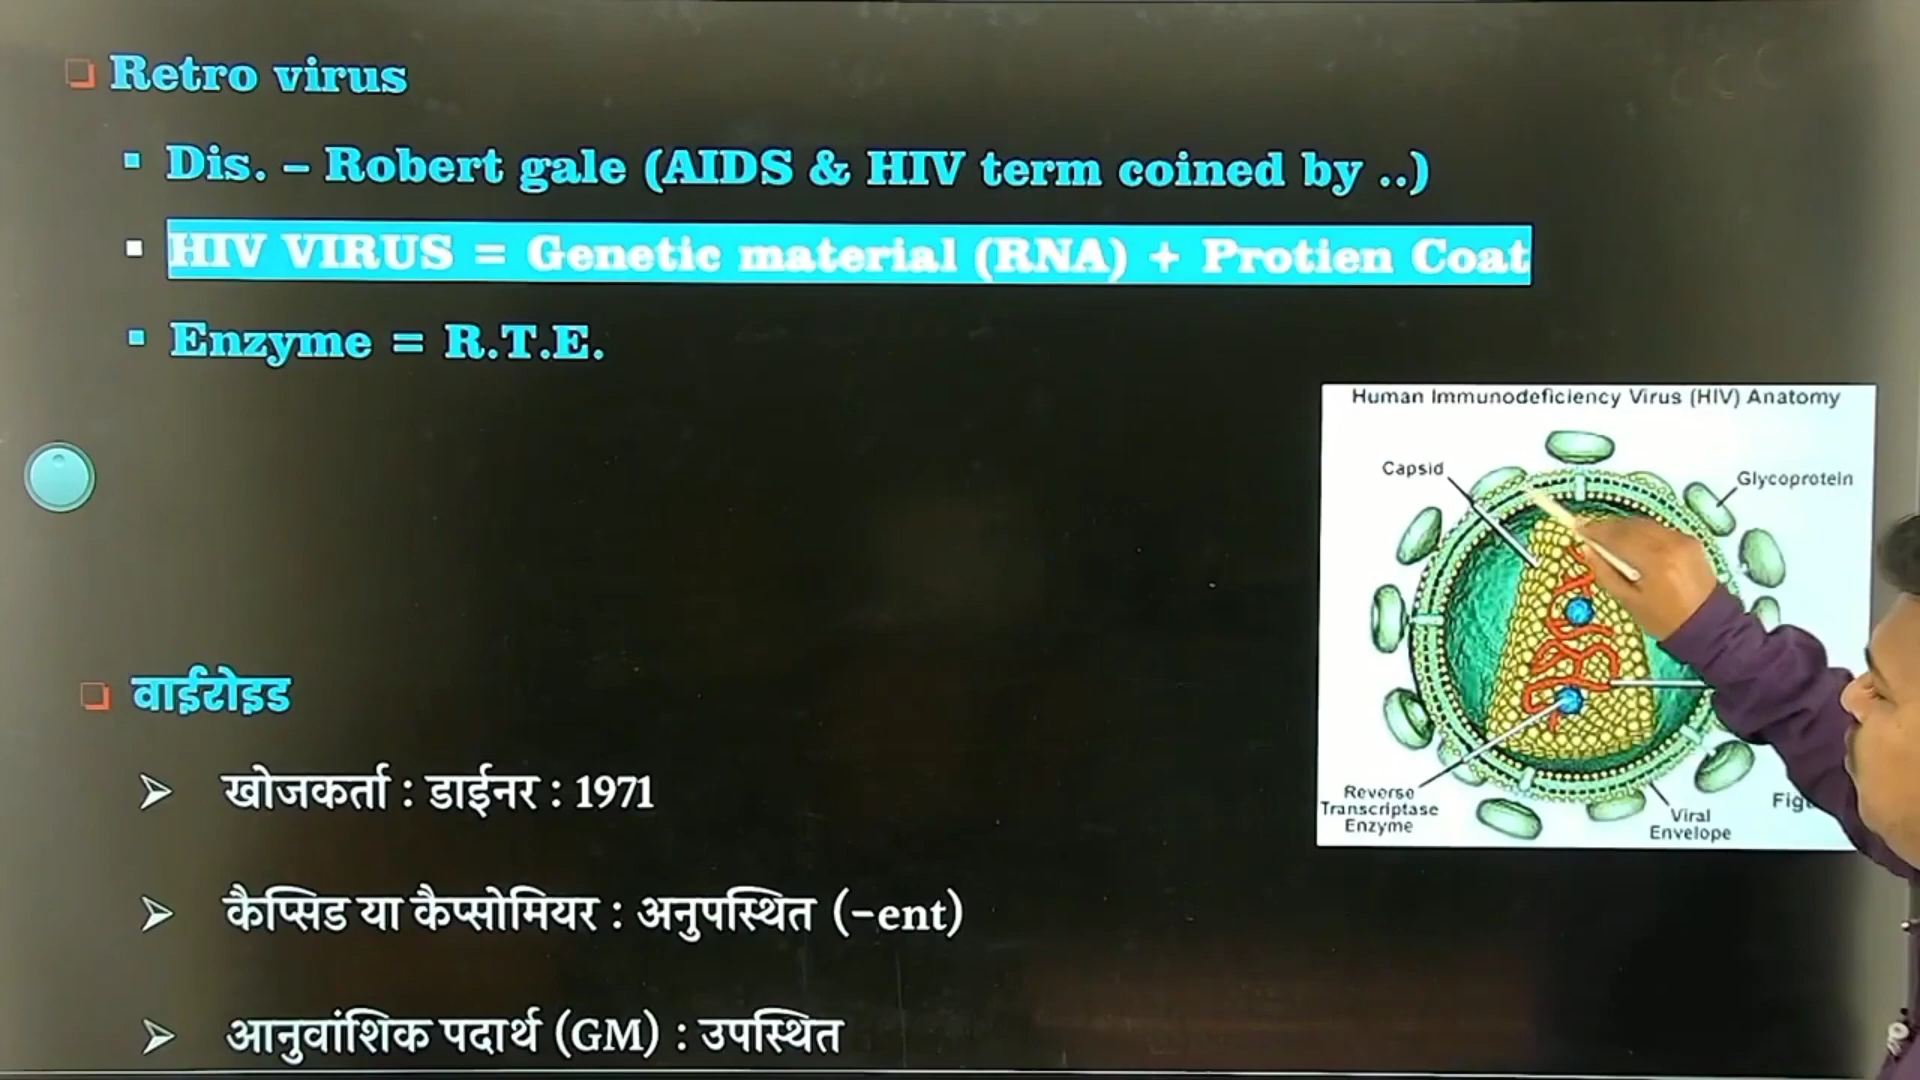 Retro virus
Dis. – Robert gale (AIDS & HIV term coined by ..)
HIV VIRUS = Genetic material (RNA) + Protien Coat
Enzyme = R.T.E.
Human Immunodeficiency Virus (HIV) Anatomy
Capsid
Glycoprotein
Reverse
Transcriptase
Enzyme
Viral
Envelope
वाईरोइड
खोजकर्ता : डाईनर : 1971
कैप्सिड या कैप्सोमियर : अनुपस्थित (-ent)
आनुवांशिक पदार्थ (GM) : उपस्थित